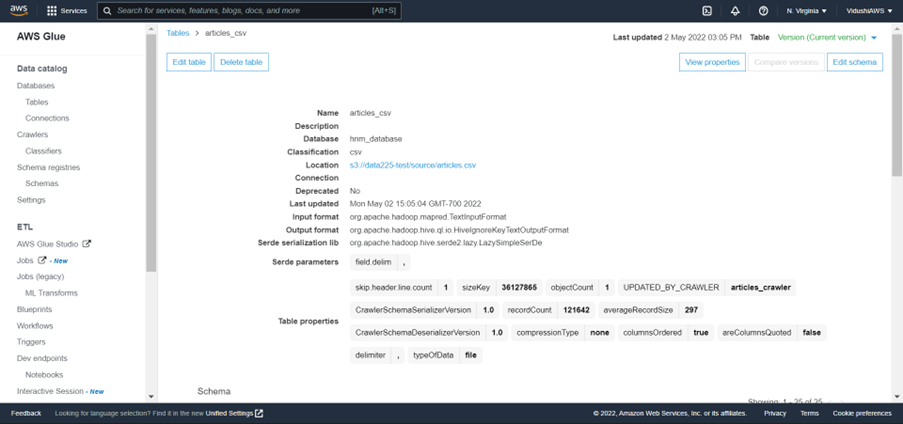 aws Services Search for services, features, blogs, docs, and more [Alt+S] N. Virginia VidushiAWS
AWS Glue
Data catalog
Databases
Tables
Connections
Crawlers
Classifiers
Schema registries
Schemas
Settings
ETL
AWS Glue Studio
Jobs - New
Jobs (legacy)
ML Transforms
Blueprints
Workflows
Triggers
Dev endpoints
Notebooks
Interactive Session - New
Tables > articles_csv Last updated 2 May 2022 03:05 PM Table Version (Current version)
Edit table Delete table View properties Compare versions Edit schema
Name articles_csv
Description
Database hnm_database
Classification csv
Location s3://data225-test/source/articles.csv
Connection
Deprecated No
Last updated Mon May 02 15:05:04 GMT-700 2022
Input format org.apache.hadoop.mapred.TextInputFormat
Output format org.apache.hadoop.hive.ql.io.HiveIgnoreKeyTextOutputFormat
Serde serialization lib org.apache.hadoop.hive.serde2.lazy.LazySimpleSerDe
Serde parameters field.delim ,
Table properties
skip.header.line.count 1 sizeKey 36127865 objectCount 1 UPDATED_BY_CRAWLER articles_crawler
CrawlerSchemaSerializerVersion 1.0 recordCount 121642 averageRecordSize 297
CrawlerSchemaDeserializerVersion 1.0 compressionType none columnsOrdered true areColumnsQuoted false
delimiter , typeOfData file
Schema
Showing: 1 - 25 of 25
Feedback Looking for language selection? Find it in the new Unified Settings © 2022, Amazon Web Services, Inc. or its affiliates. Privacy Terms Cookie preferences